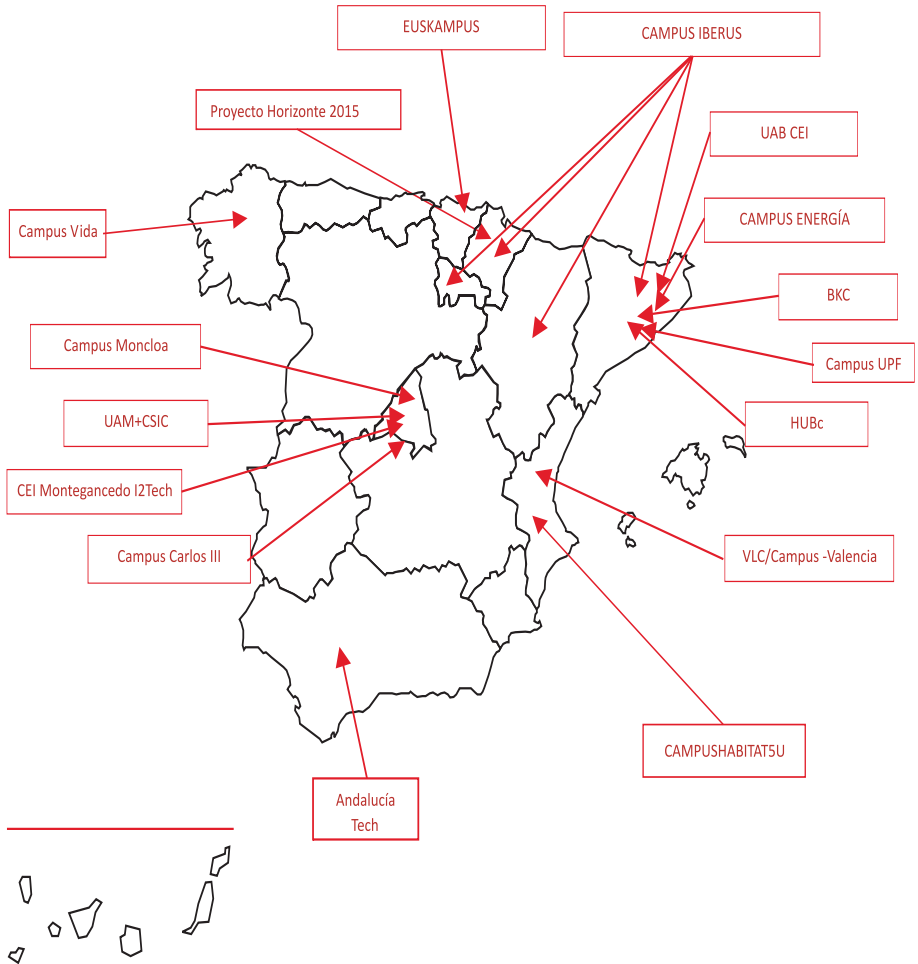 EUSKAMPUS
CAMPUS IBERUS
Proyecto Horizonte 2015
UAB CEI
Campus Vida
CAMPUS ENERGÍA
BKC
Campus Moncloa
Campus UPF
UAM+CSIC
HUBc
CEI Montegancedo I2Tech
Campus Carlos III
VLC/Campus -Valencia
CAMPUSHABITAT5U
Andalucía
Tech